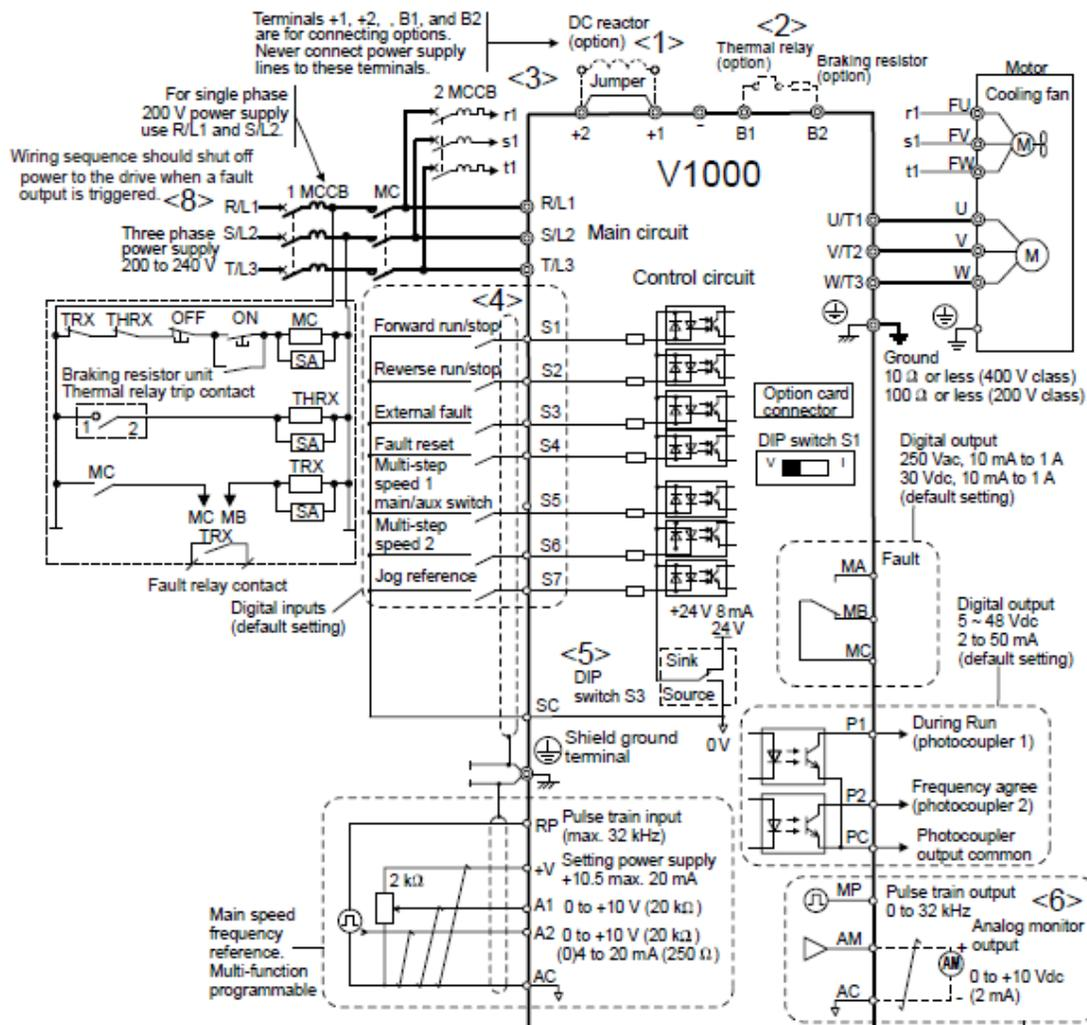 Terminals +1, +2, , B1, and B2
are for connecting options.
Never connect power supply
lines to these terminals.
DC reactor
(option) <1>
Jumper
<2>
Thermal relay
(option)
Braking resistor
(option)
<3>
2 MCCB
r1
s1
t1
+2
+1
-
B1
B2
Motor
Cooling fan
r1
FU
s1
FV
t1
FW
M
For single phase
200 V power supply
use R/L1 and S/L2.
Wiring sequence should shut off
power to the drive when a fault
output is triggered. <8>
1 MCCB
MC
R/L1
S/L2
T/L3
Three phase
power supply
200 to 240 V
R/L1
S/L2
T/L3
V1000
Main circuit
Control circuit
U/T1
V/T2
W/T3
U
V
W
M
Ground
10 Ω or less (400 V class)
100 Ω or less (200 V class)
TRX
THRX
OFF
ON
MC
SA
Braking resistor unit
Thermal relay trip contact
1
2
THRX
SA
MC
TRX
SA
MC
MB
TRX
Fault relay contact
<4>
Forward run/stop
S1
Reverse run/stop
S2
External fault
S3
Fault reset
S4
Multi-step
speed 1
main/aux switch
S5
Multi-step
speed 2
S6
Jog reference
S7
Digital inputs
(default setting)
Option card
connector
DIP switch S1
V
I
+24 V 8 mA
24 V
<5>
DIP
switch S3
Sink
Source
SC
0 V
Shield ground
terminal
Digital output
250 Vac, 10 mA to 1 A
30 Vdc, 10 mA to 1 A
(default setting)
Fault
MA
MB
MC
Digital output
5 ~ 48 Vdc
2 to 50 mA
(default setting)
P1
During Run
(photocoupler 1)
P2
Frequency agree
(photocoupler 2)
PC
Photocoupler
output common
RP
Pulse train input
(max. 32 kHz)
+V
Setting power supply
+10.5 max. 20 mA
2 kΩ
A1
0 to +10 V (20 kΩ)
A2
0 to +10 V (20 kΩ)
(0)4 to 20 mA (250 Ω)
AC
Main speed
frequency
reference.
Multi-function
programmable
MP
Pulse train output
0 to 32 kHz
<6>
AM
Analog monitor
output
+
AM
0 to +10 Vdc
(2 mA)
-
AC